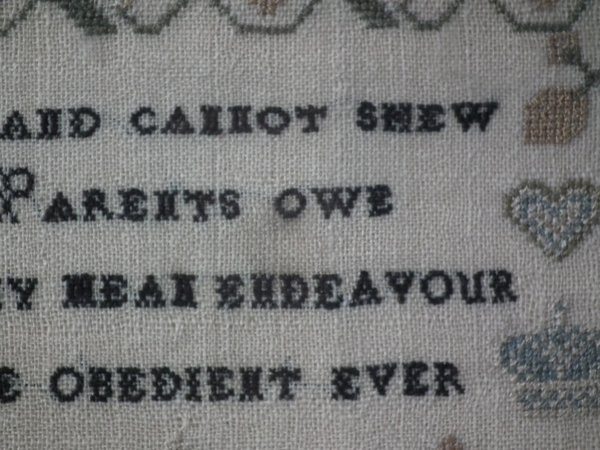 AND CANNOT SHEW
PARENTS OWE
MEAN ENDEAVOUR
OBEDIENT EVER